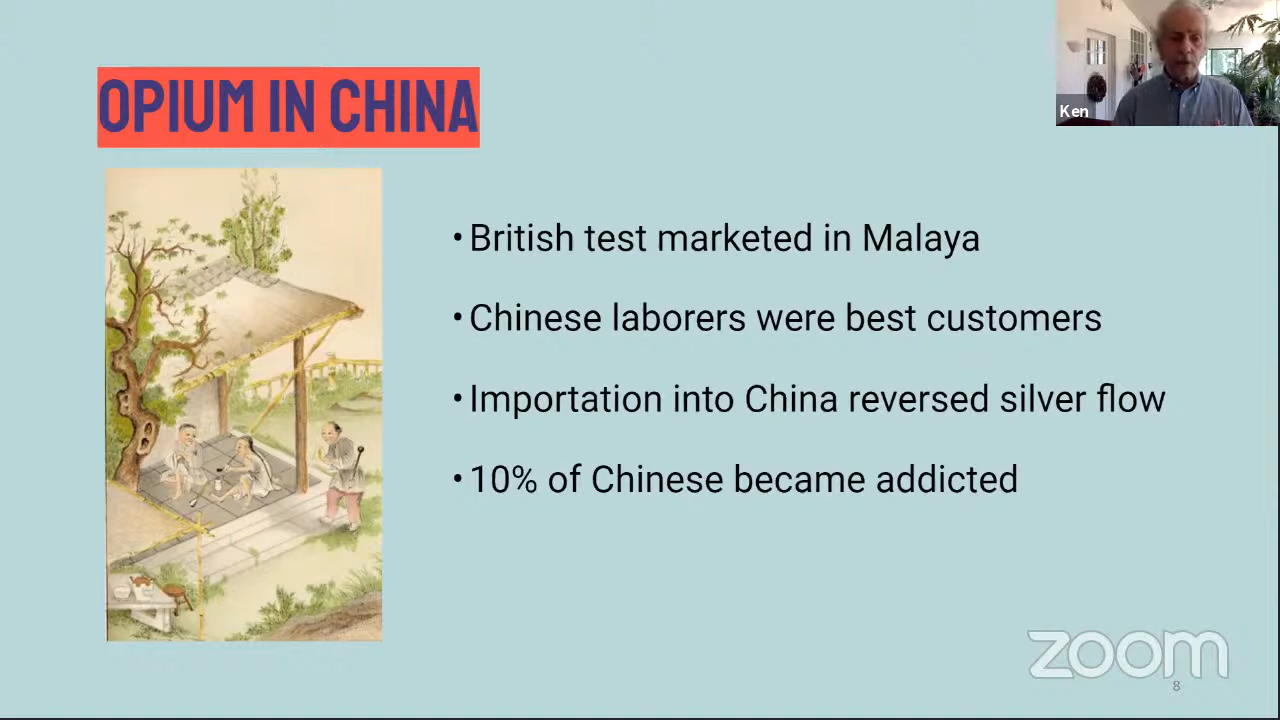 OPIUM IN CHINA
Ken
•British test marketed in Malaya
•Chinese laborers were best customers
•Importation into China reversed silver flow
•10% of Chinese became addicted
zoom
8